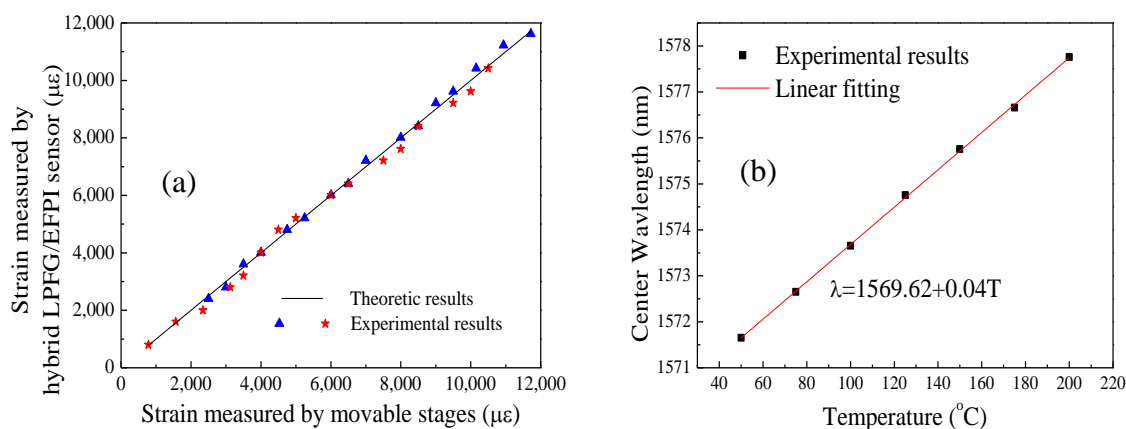 12,000
10,000
8,000
6,000
4,000
2,000
0
Strain measured by
hybrid LPFG/EFPI sensor (με)
(a)
Theoretic results
Experimental results
0 2,000 4,000 6,000 8,000 10,000 12,000
Strain measured by movable stages (με)
1578
1577
1576
1575
1574
1573
1572
1571
Center Wavlength (nm)
Experimental results
Linear fitting
(b)
λ=1569.62+0.04T
40 60 80 100 120 140 160 180 200 220
Temperature (°C)